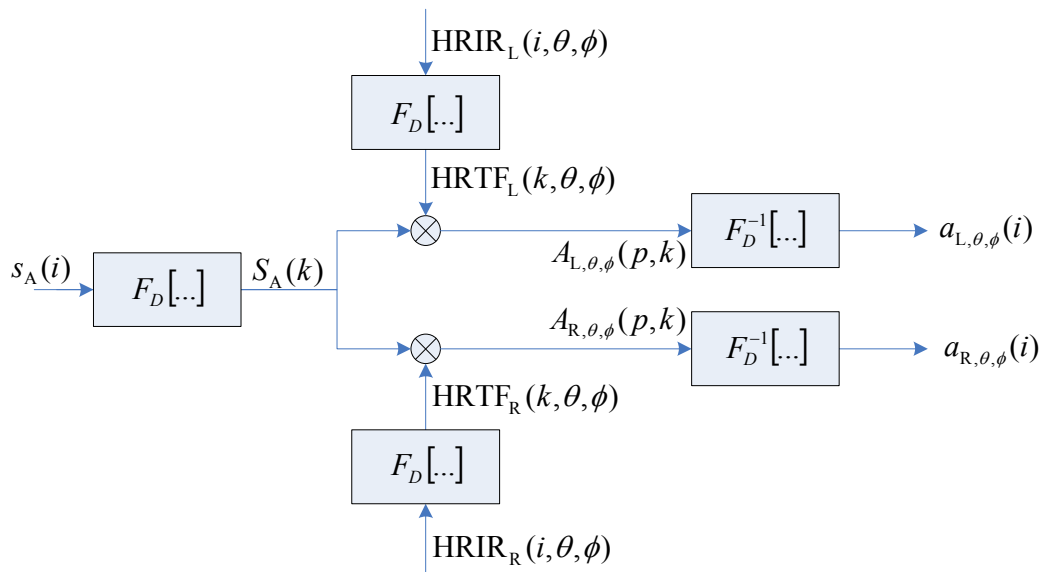 HRIR_L(i,θ,ϕ)
F_D[...]
HRTF_L(k,θ,ϕ)
F_D^{-1}[...]
a_{L,θ,ϕ}(i)
A_{L,θ,ϕ}(p,k)
s_A(i)
F_D[...]
S_A(k)
A_{R,θ,ϕ}(p,k)
F_D^{-1}[...]
a_{R,θ,ϕ}(i)
HRTF_R(k,θ,ϕ)
F_D[...]
HRIR_R(i,θ,ϕ)